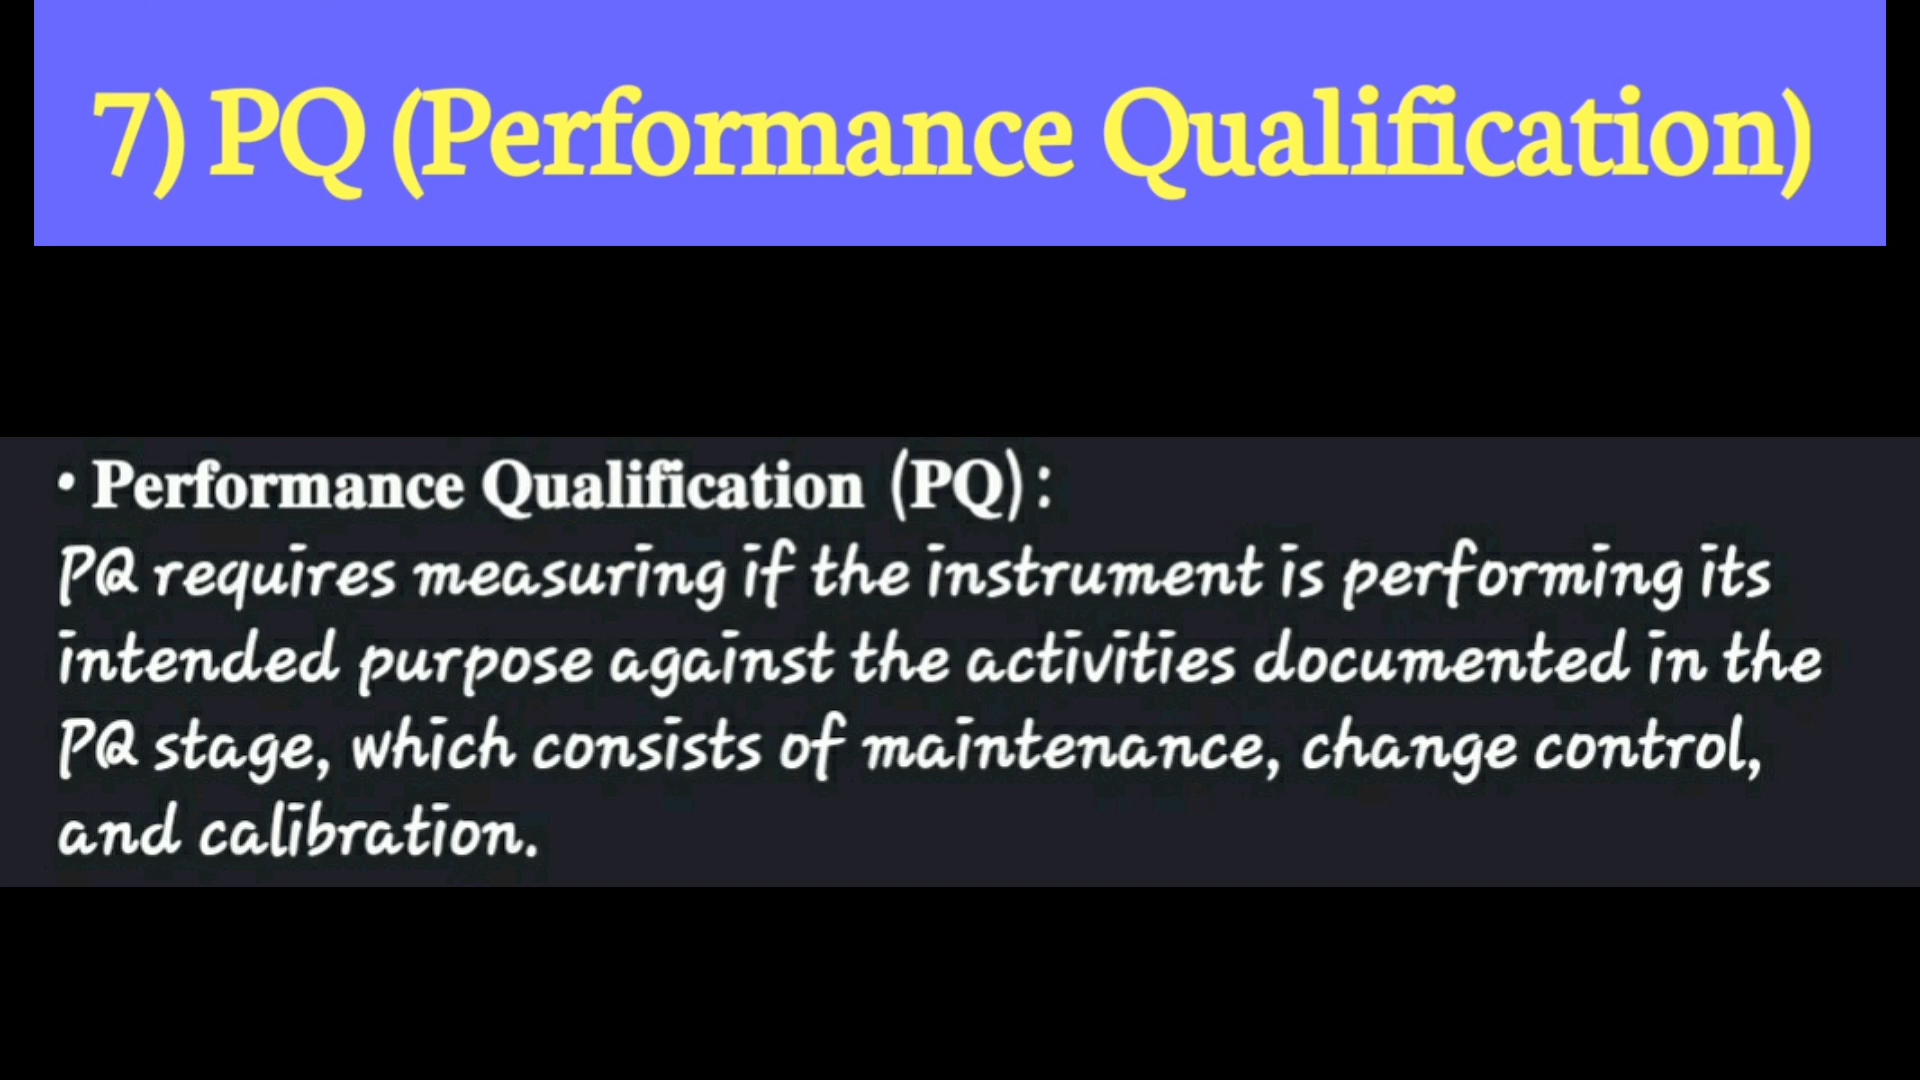 7) PQ (Performance Qualification)
• Performance Qualification (PQ):
PQ requires measuring if the instrument is performing its
intended purpose against the activities documented in the
PQ stage, which consists of maintenance, change control,
and calibration.